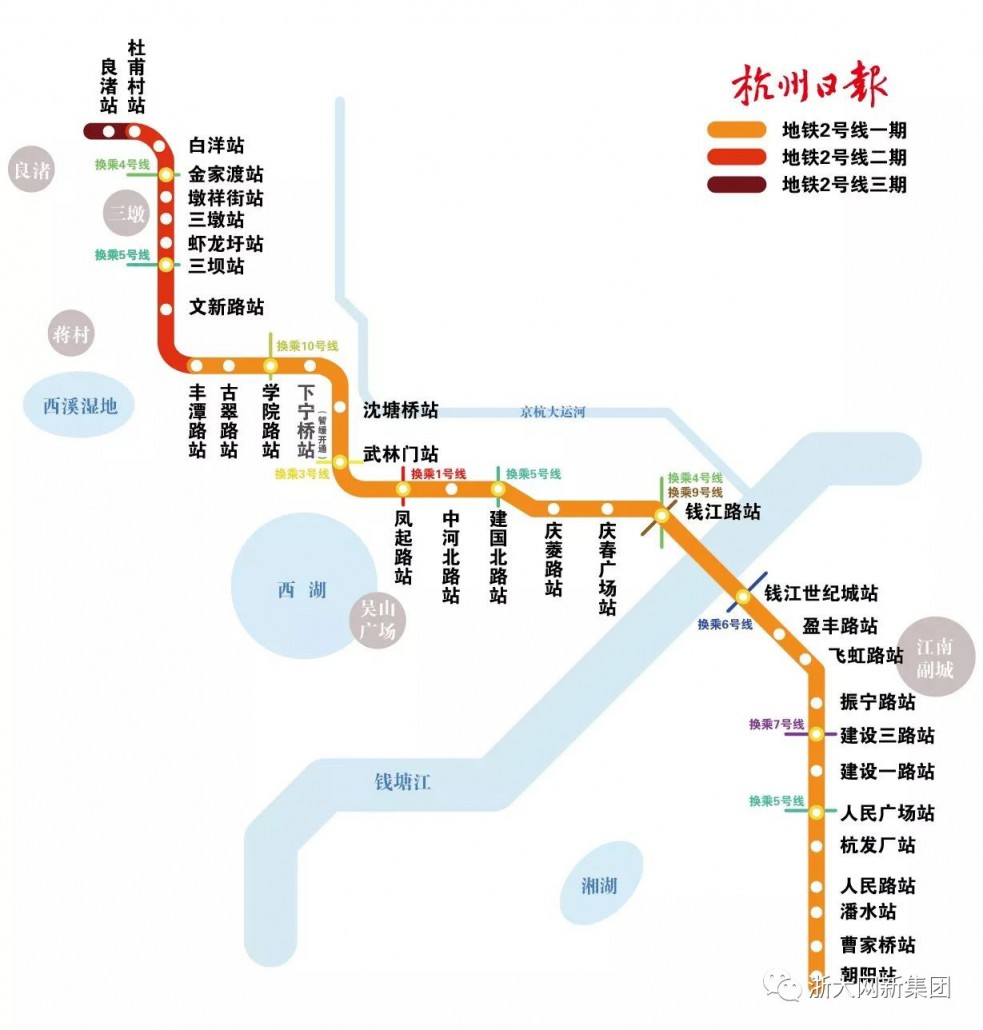 杭州日报
地铁2号线一期
地铁2号线二期
地铁2号线三期
良渚站
杜甫村站
白洋站
换乘4号线
金家渡站
良渚
墩祥街站
三墩
三墩站
虾龙圩站
换乘5号线
三坝站
文新路站
蒋村
西溪湿地
换乘10号线
丰潭路站
古翠路站
学院路站
下宁桥站
（暂缓开通）
沈塘桥站
京杭大运河
武林门站
换乘3号线
换乘1号线
换乘5号线
凤起路站
中河北路站
建国北路站
庆菱路站
庆春广场站
换乘4号线
换乘9号线
钱江路站
西湖
吴山
广场
钱江世纪城站
换乘6号线
盈丰路站
飞虹路站
江南
副城
振宁路站
换乘7号线
建设三路站
建设一路站
钱塘江
换乘5号线
人民广场站
杭发厂站
湘湖
人民路站
潘水站
曹家桥站
朝阳站
浙大网新集团